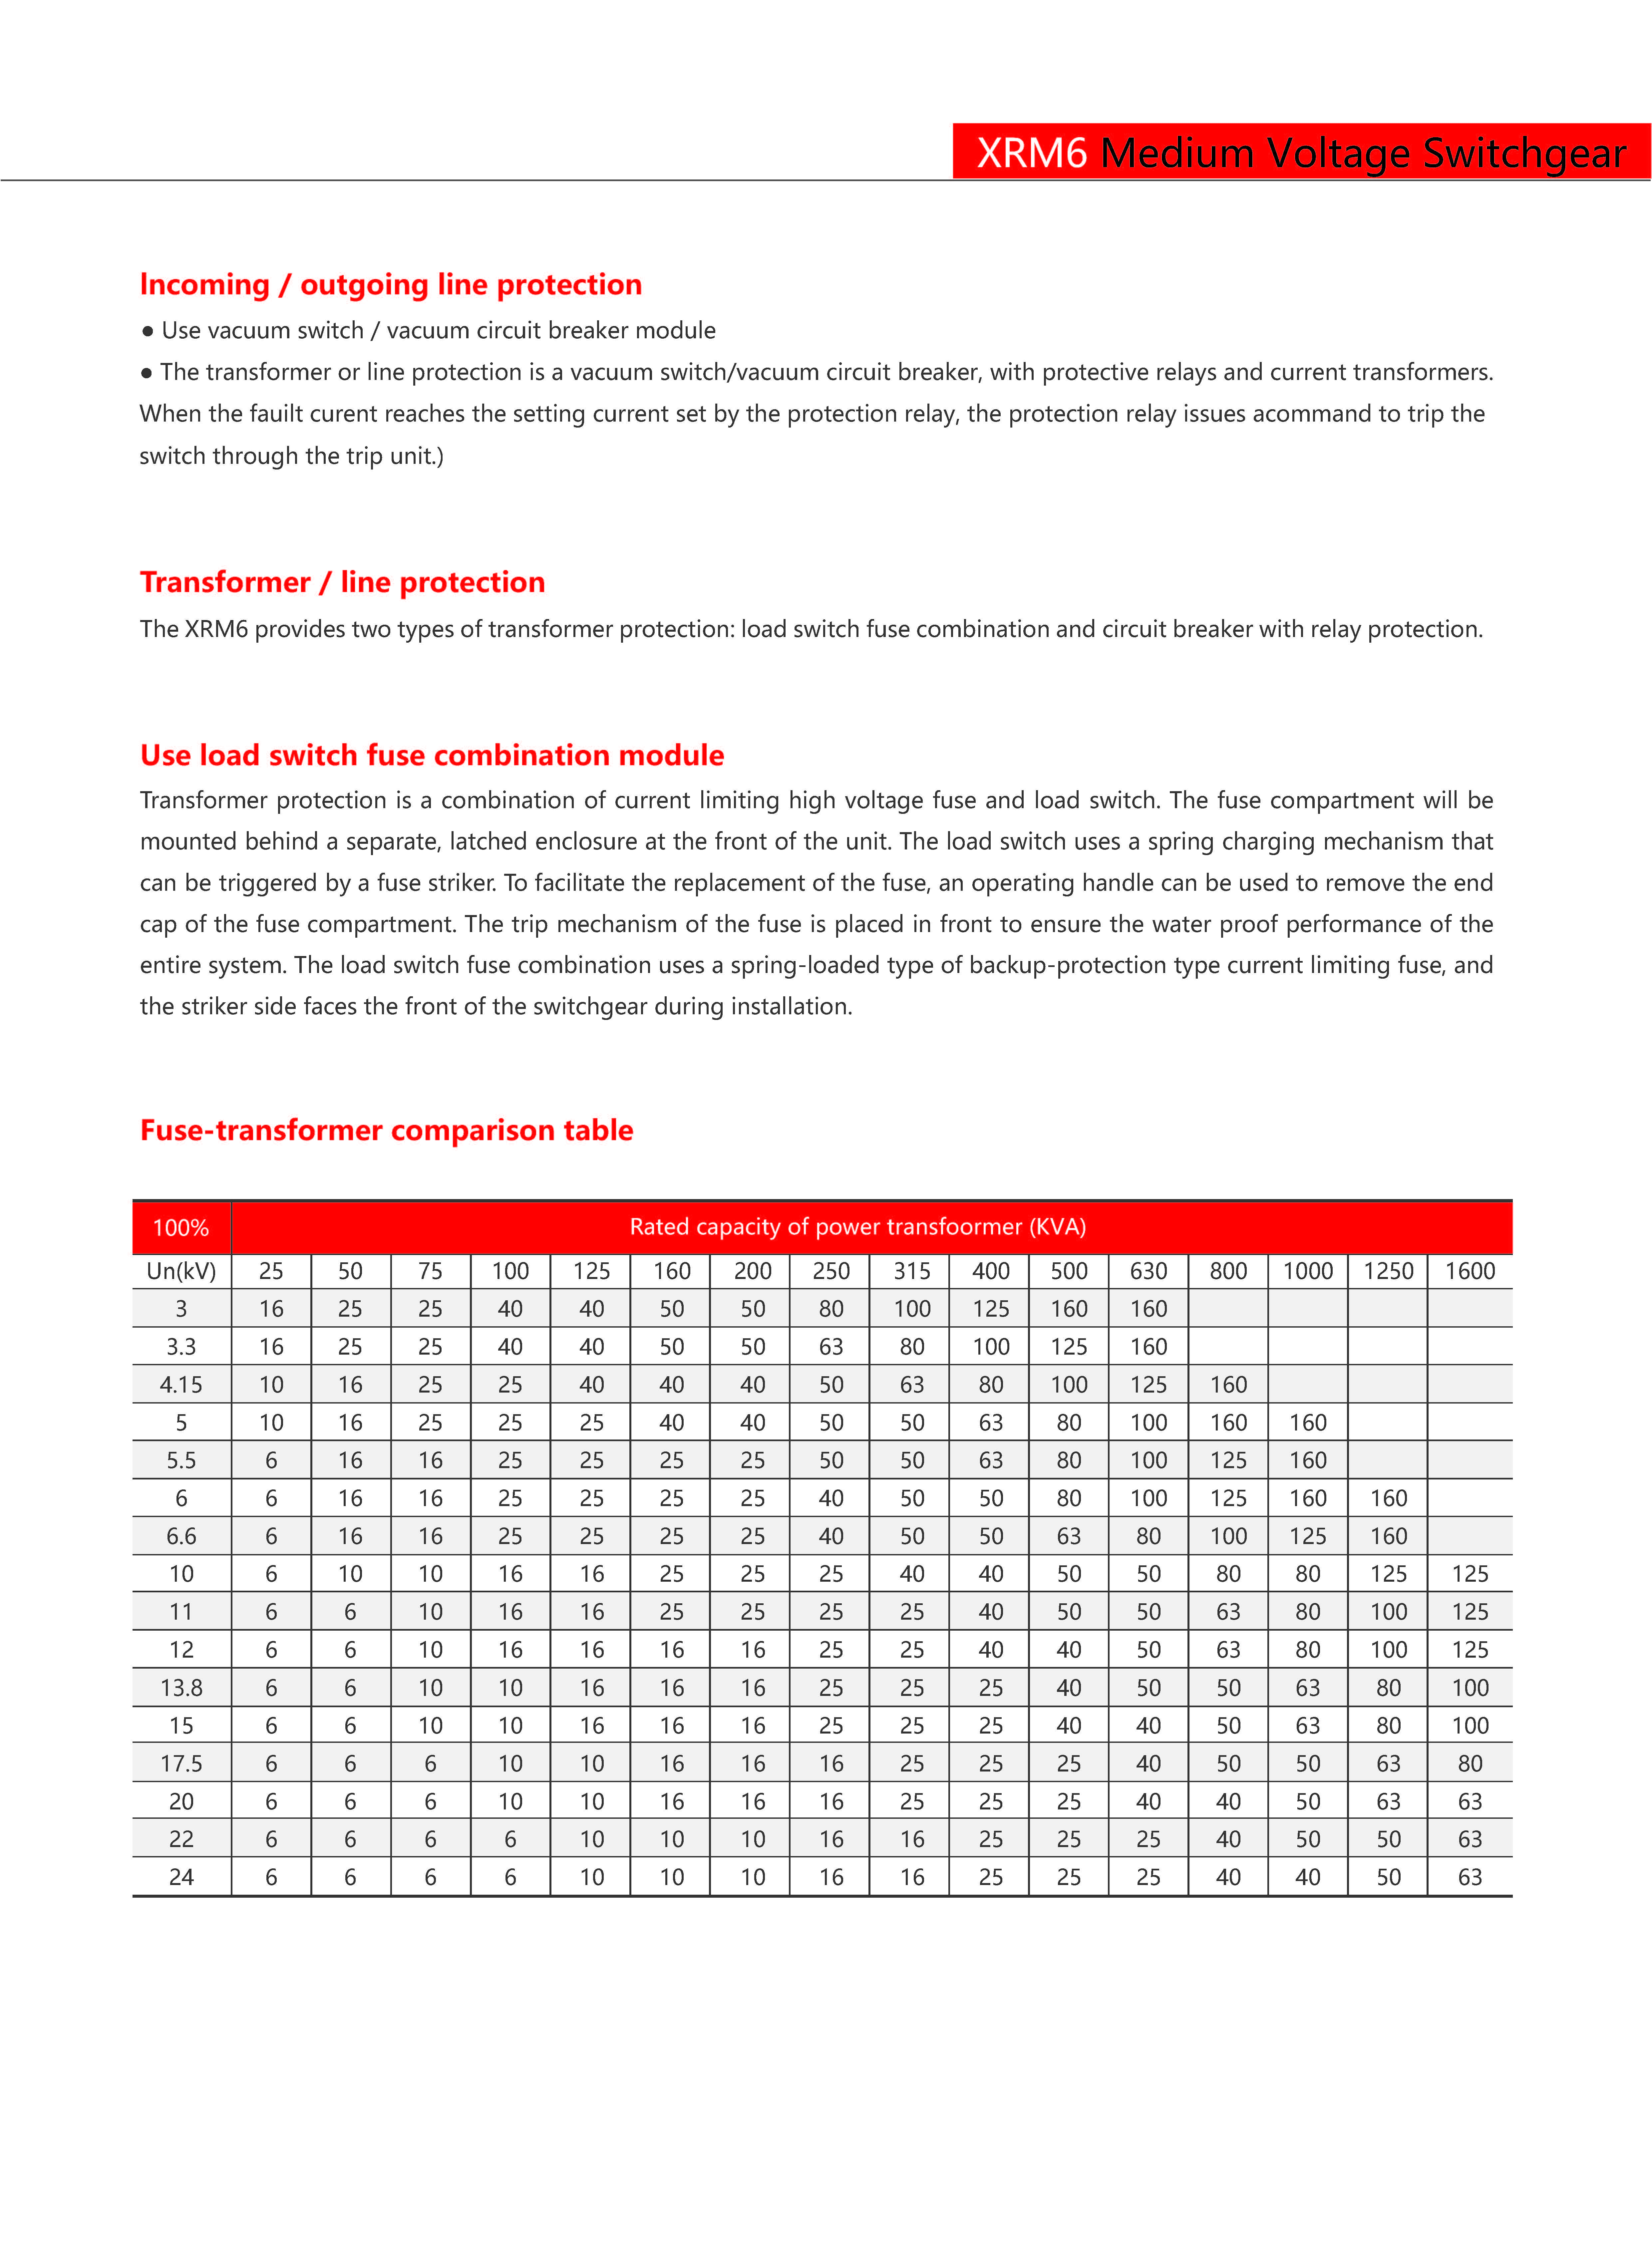 XRM6 Medium Voltage Switchgear
Incoming / outgoing line protection
● Use vacuum switch / vacuum circuit breaker module
● The transformer or line protection is a vacuum switch/vacuum circuit breaker, with protective relays and current transformers.
When the fauilt curent reaches the setting current set by the protection relay, the protection relay issues acommand to trip the
switch through the trip unit.)
Transformer / line protection
The XRM6 provides two types of transformer protection: load switch fuse combination and circuit breaker with relay protection.
Use load switch fuse combination module
Transformer protection is a combination of current limiting high voltage fuse and load switch. The fuse compartment will be
mounted behind a separate, latched enclosure at the front of the unit. The load switch uses a spring charging mechanism that
can be triggered by a fuse striker. To facilitate the replacement of the fuse, an operating handle can be used to remove the end
cap of the fuse compartment. The trip mechanism of the fuse is placed in front to ensure the water proof performance of the
entire system. The load switch fuse combination uses a spring-loaded type of backup-protection type current limiting fuse, and
the striker side faces the front of the switchgear during installation.
Fuse-transformer comparison table
100% Rated capacity of power transfoormer (KVA)
Un(kV) 25 50 75 100 125 160 200 250 315 400 500 630 800 1000 1250 1600
3 16 25 25 40 40 50 50 80 100 125 160 160
3.3 16 25 25 40 40 50 50 63 80 100 125 160
4.15 10 16 25 25 40 40 40 50 63 80 100 125 160
5 10 16 25 25 25 40 40 50 50 63 80 100 160 160
5.5 6 16 16 25 25 25 25 50 50 63 80 100 125 160
6 6 16 16 25 25 25 25 40 50 50 80 100 125 160 160
6.6 6 16 16 25 25 25 25 40 50 50 63 80 100 125 160
10 6 10 10 16 16 25 25 25 40 40 50 50 80 80 125 125
11 6 6 10 16 16 25 25 25 25 40 50 50 63 80 100 125
12 6 6 10 16 16 16 16 25 25 40 40 50 63 80 100 125
13.8 6 6 10 10 16 16 16 25 25 25 40 50 50 63 80 100
15 6 6 10 10 16 16 16 25 25 25 40 40 50 63 80 100
17.5 6 6 6 10 10 16 16 16 25 25 25 40 50 50 63 80
20 6 6 6 10 10 16 16 16 25 25 25 40 40 50 63 63
22 6 6 6 6 10 10 10 16 16 25 25 25 40 50 50 63
24 6 6 6 6 10 10 10 16 16 25 25 25 40 40 50 63